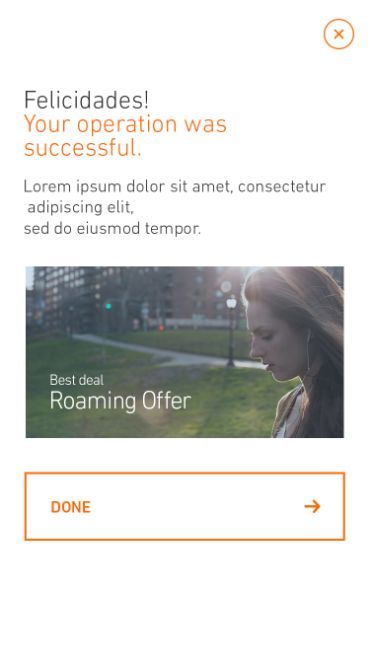 Felicidades!
Your operation was
successful.
Lorem ipsum dolor sit amet, consectetur
adipiscing elit,
sed do eiusmod tempor.
Best deal
Roaming Offer
DONE